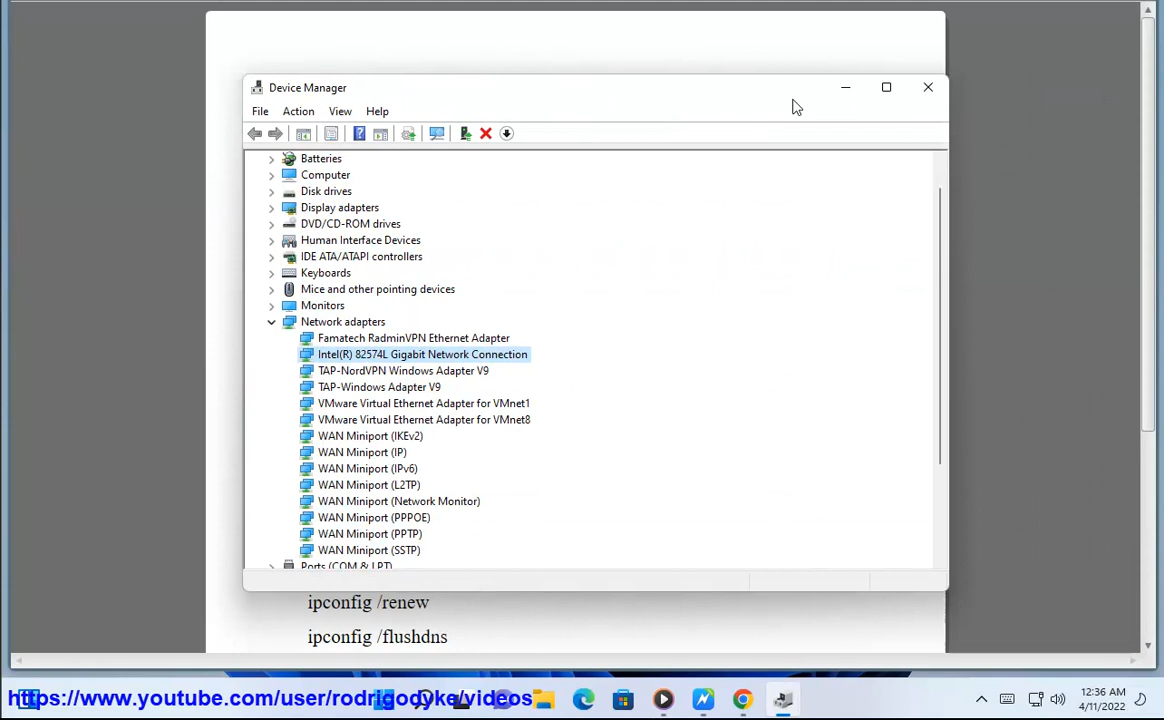 Device Manager
File Action View Help
Batteries
Computer
Disk drives
Display adapters
DVD/CD-ROM drives
Human Interface Devices
IDE ATA/ATAPI controllers
Keyboards
Mice and other pointing devices
Monitors
Network adapters
Famatech RadminVPN Ethernet Adapter
Intel(R) 82574L Gigabit Network Connection
TAP-NordVPN Windows Adapter V9
TAP-Windows Adapter V9
VMware Virtual Ethernet Adapter for VMnet1
VMware Virtual Ethernet Adapter for VMnet8
WAN Miniport (IKEv2)
WAN Miniport (IP)
WAN Miniport (IPv6)
WAN Miniport (L2TP)
WAN Miniport (Network Monitor)
WAN Miniport (PPPOE)
WAN Miniport (PPTP)
WAN Miniport (SSTP)
Ports (COM & LPT)
ipconfig /renew
ipconfig /flushdns
https://www.youtube.com/user/rodrigodyke/videos
12:36 AM
4/11/2022